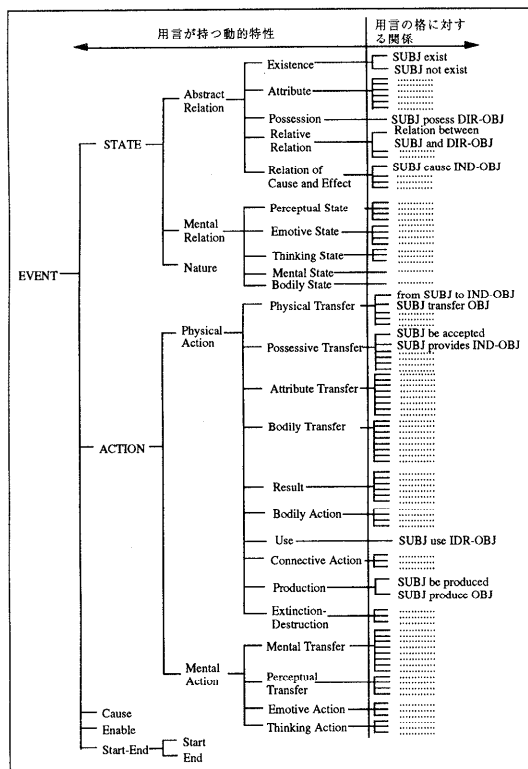 用言が持つ動的特性
用言の格に対す
る関係
EVENT
STATE
Abstract
Relation
Existence
SUBJ exist
SUBJ not exist
Attribute
Possession
SUBJ posess DIR-OBJ
Relative
Relation
Relation between
SUBJ and DIR-OBJ
Relation of
Cause and Effect
SUBJ cause IND-OBJ
Mental
Relation
Perceptual State
Emotive State
Thinking State
Mental State
Bodily State
Nature
ACTION
Physical
Action
Physical Transfer
from SUBJ to IND-OBJ
SUBJ transfer OBJ
Possessive Transfer
SUBJ be accepted
SUBJ provides IND-OBJ
Attribute Transfer
Bodily Transfer
Result
Bodily Action
Use
SUBJ use IDR-OBJ
Connective Action
Production
SUBJ be produced
SUBJ produce OBJ
Extinction-
Destruction
Mental
Action
Mental Transfer
Perceptual
Transfer
Emotive Action
Thinking Action
Cause
Enable
Start-End
Start
End